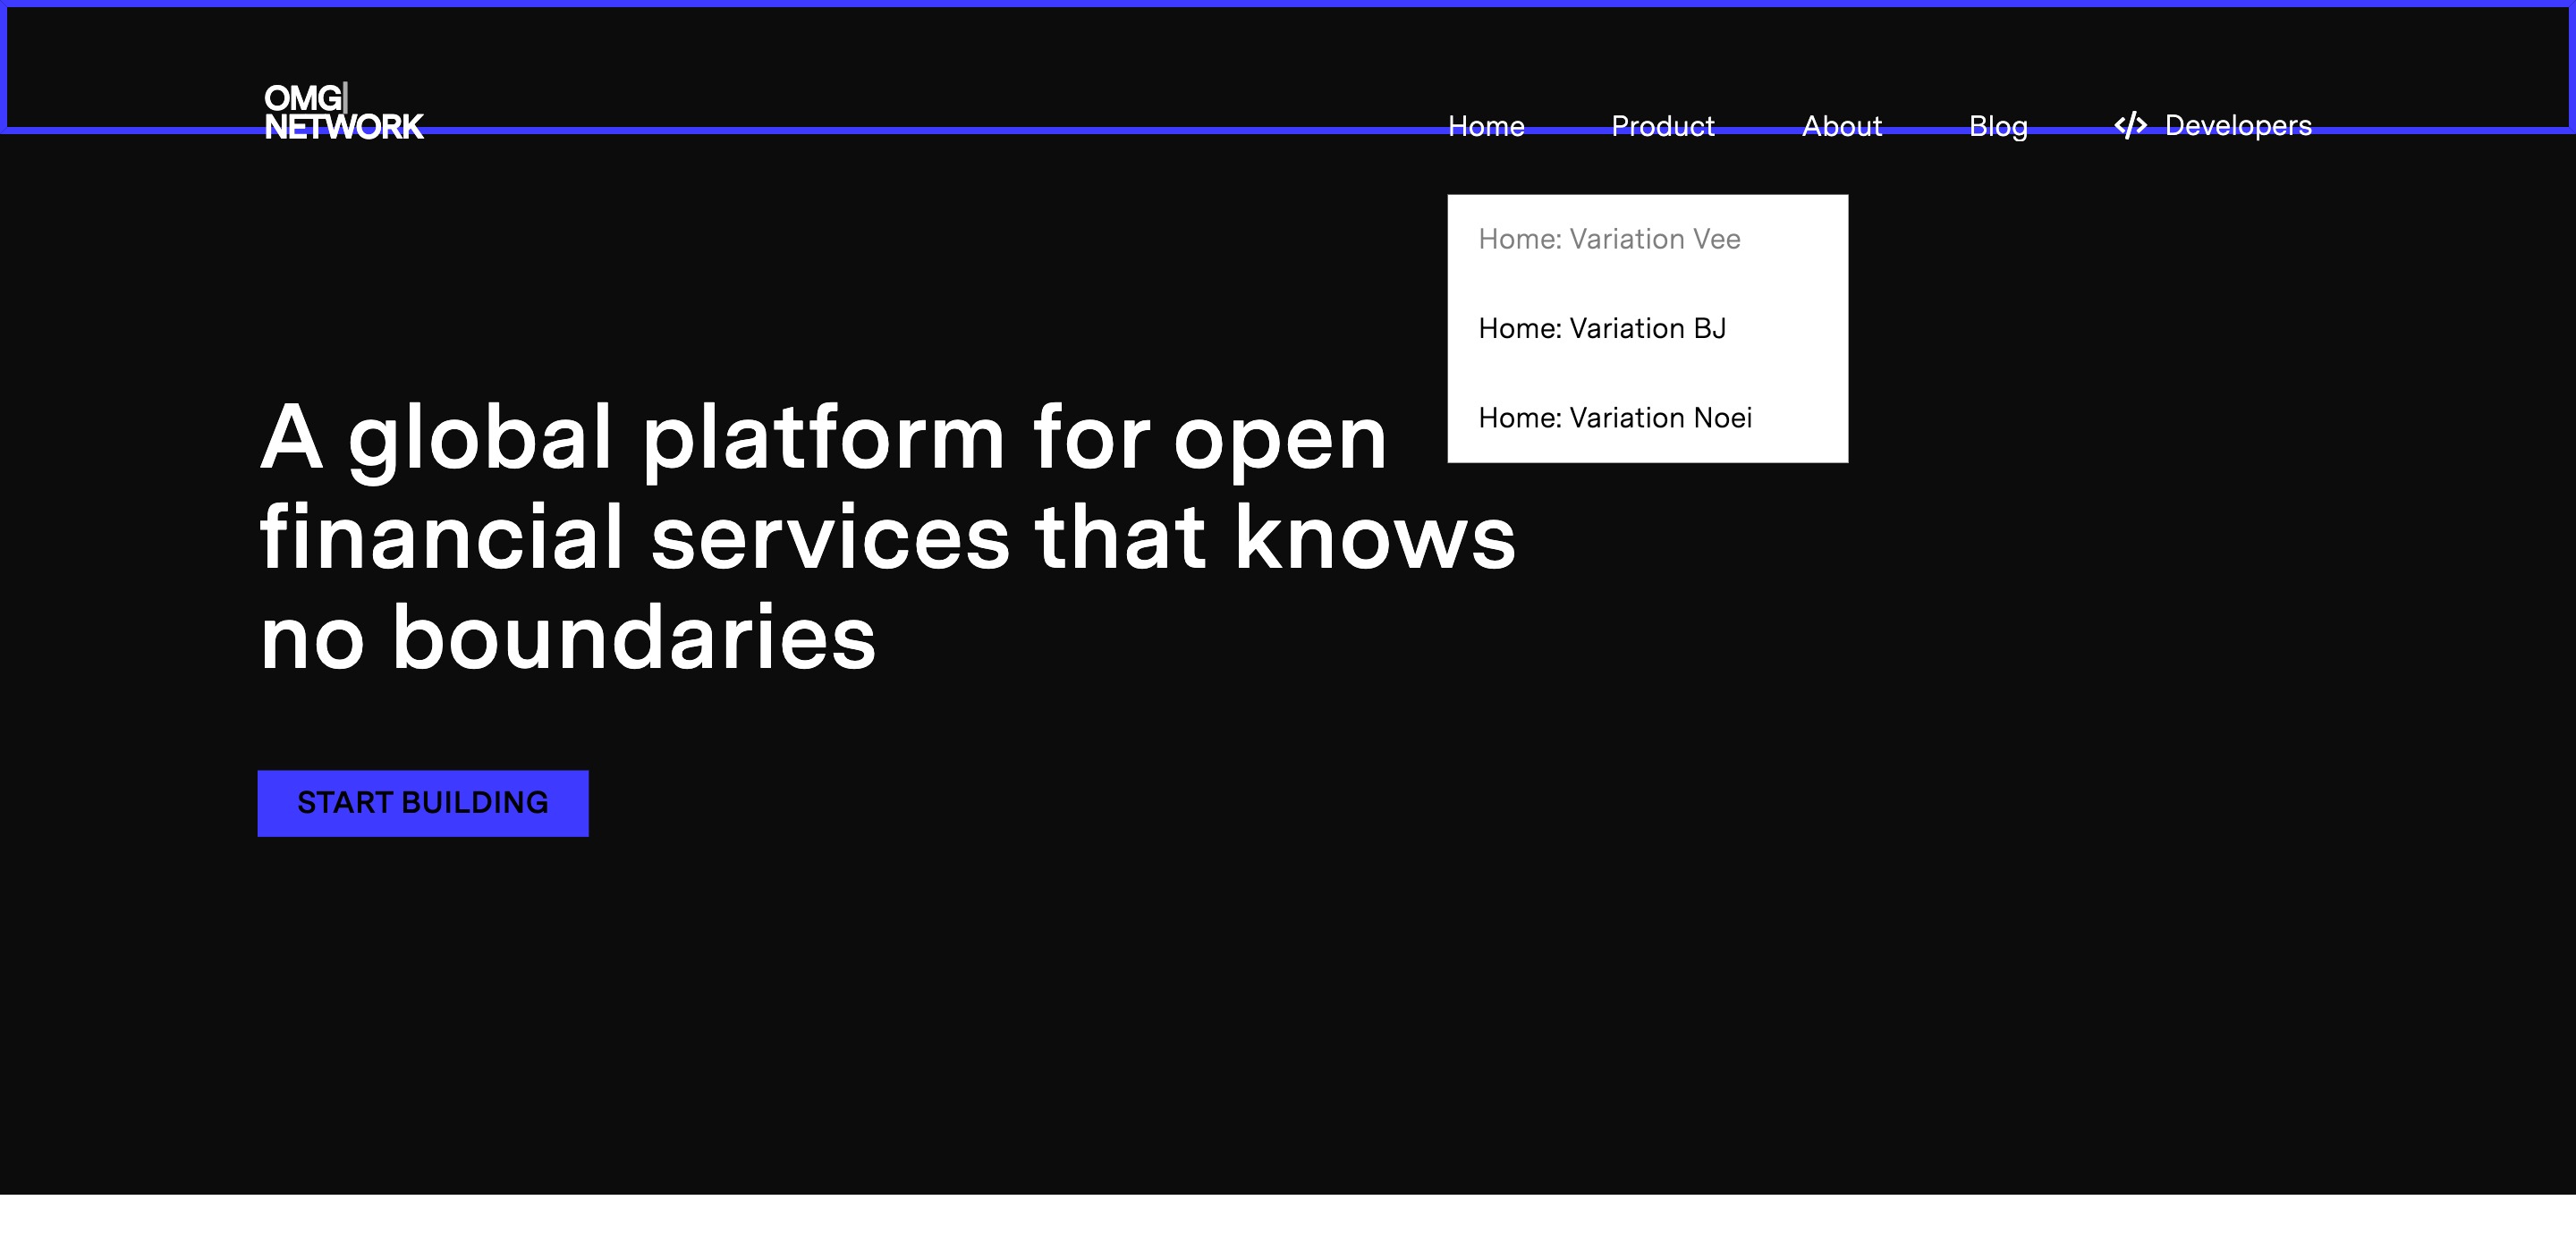 OMG
NETWORK
Home Product About Blog </> Developers
Home: Variation Vee
Home: Variation BJ
Home: Variation Noei
A global platform for open
financial services that knows
no boundaries
START BUILDING